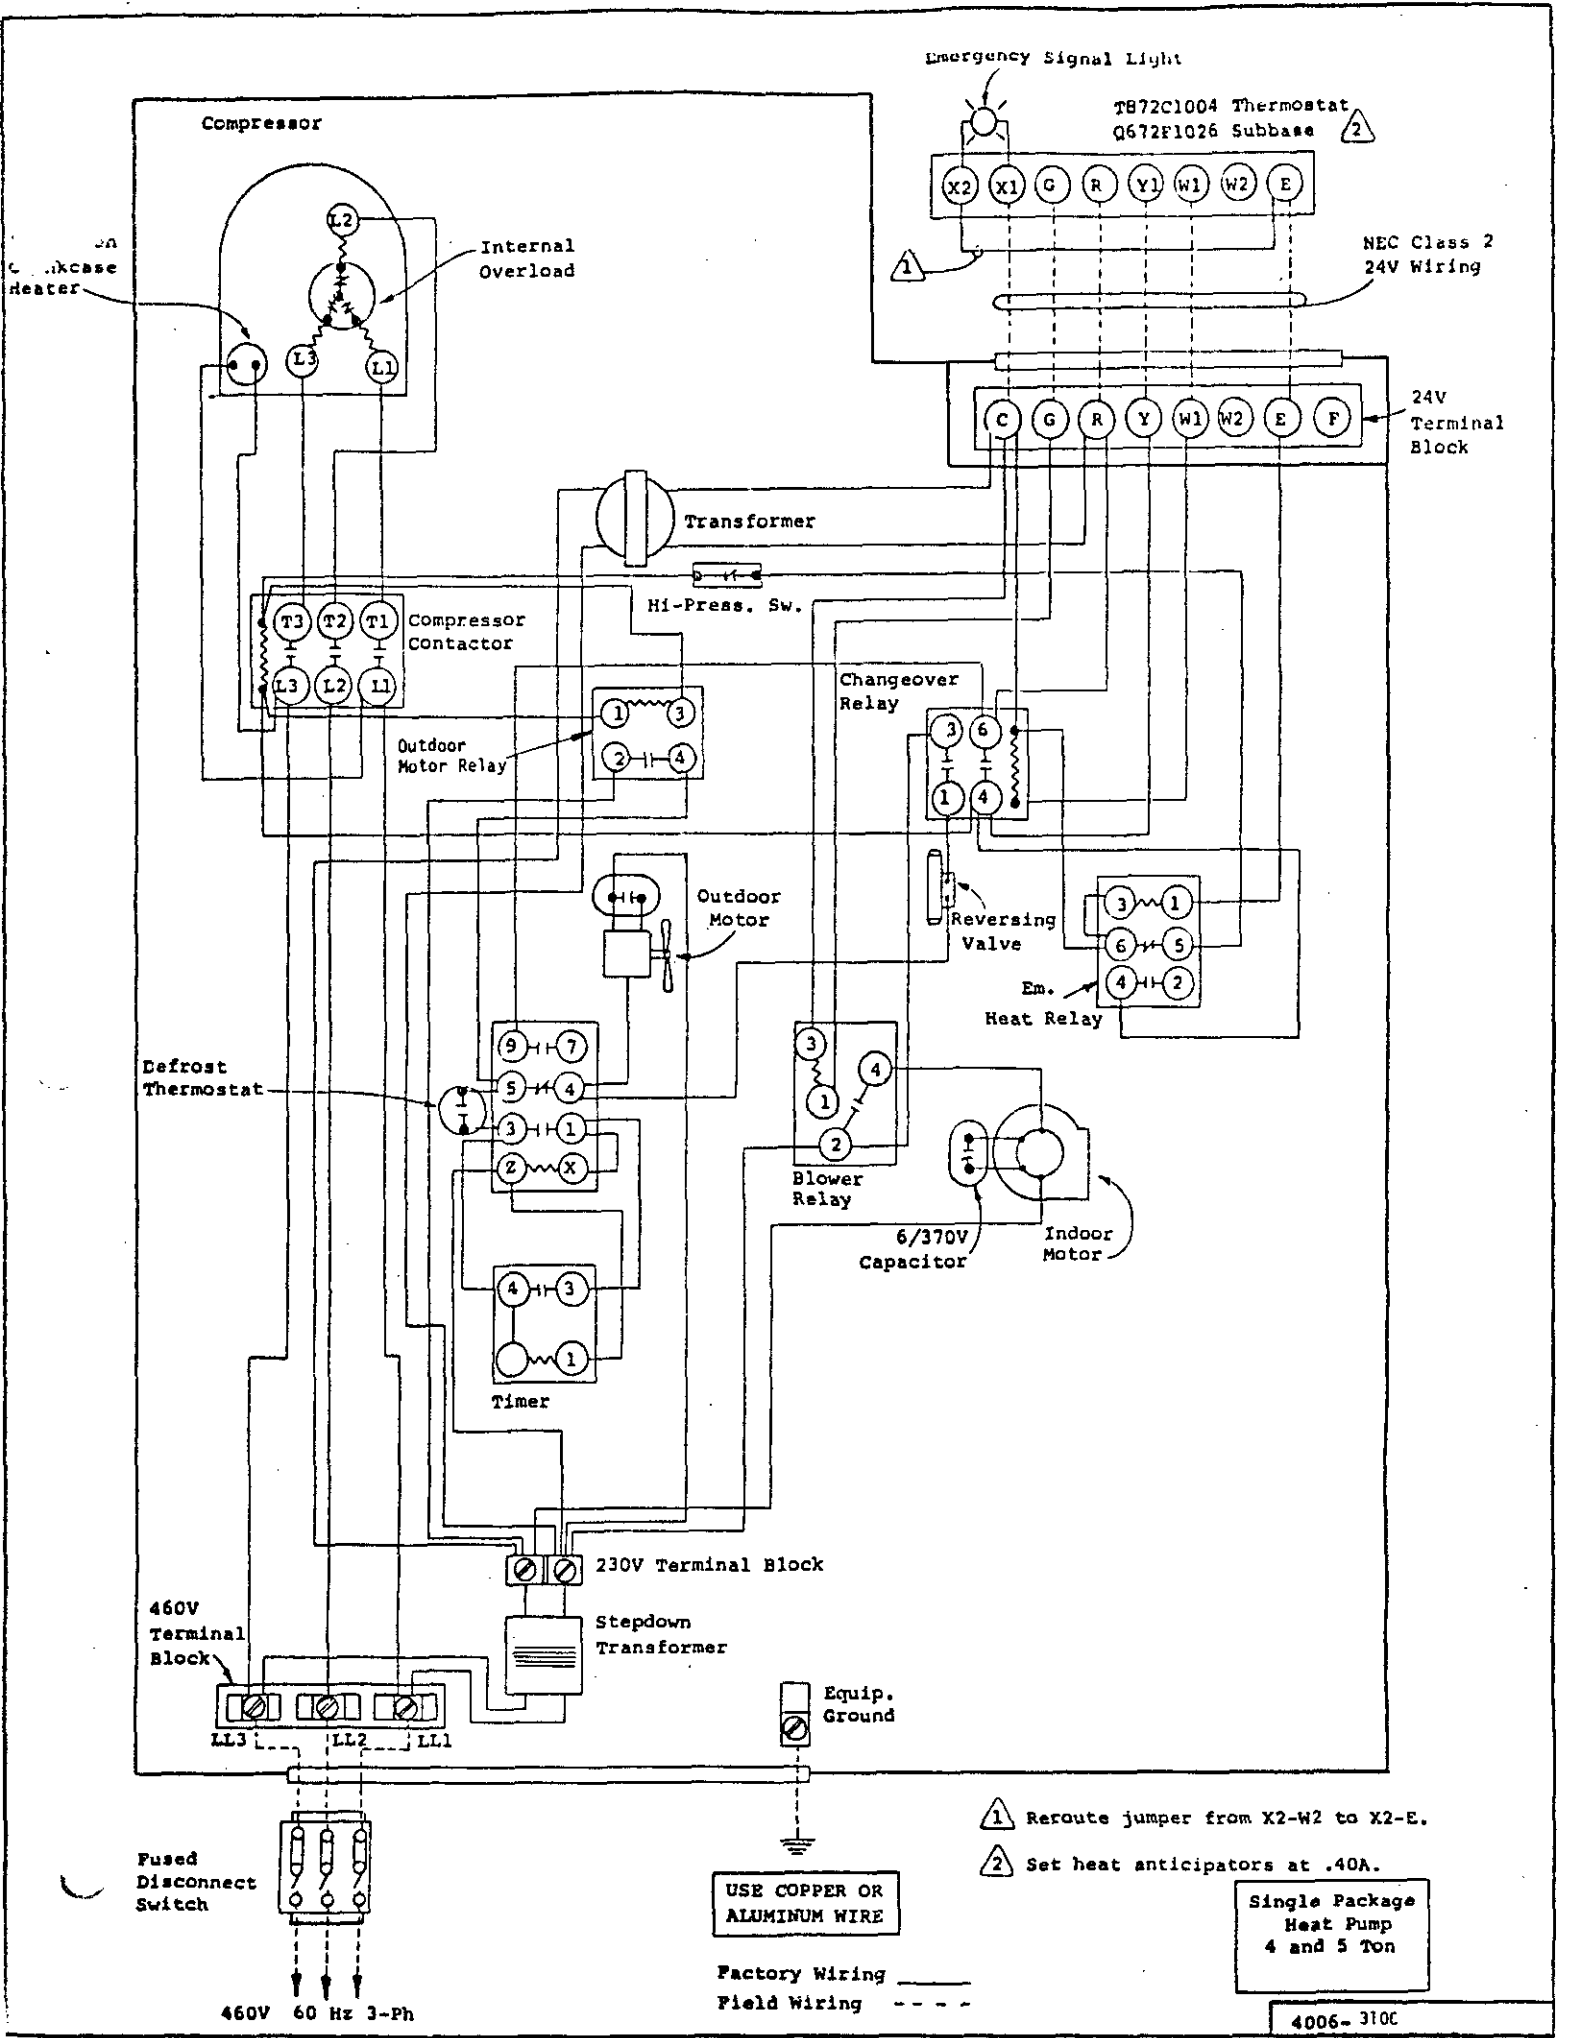 Emergency Signal Light
T872C1004 Thermostat
Q672F1026 Subbase
2
Compressor
X2 X1 G R Y1 W1 W2 E
L2
Internal
Overload
Heater
1
NEC Class 2
24V Wiring
L3
L1
C G R Y W1 W2 E F
24V
Terminal
Block
Transformer
Hi-Press. Sw.
T3 T2 T1
Compressor
Contactor
L3 L2 L1
Changeover
Relay
1 3
2 4
Outdoor
Motor Relay
3 6
1 4
Outdoor
Motor
Reversing
Valve
3 1
6 5
4 2
Em.
Heat Relay
Defrost
Thermostat
9 7
5 4
3 1
Z X
3
4
1
2
Blower
Relay
6/370V
Capacitor
Indoor
Motor
4 3
1
Timer
230V Terminal Block
Stepdown
Transformer
460V
Terminal
Block
LL3 LL2 LL1
Equip.
Ground
Fused
Disconnect
Switch
460V 60 Hz 3-Ph
1 Reroute jumper from X2-W2 to X2-E.
2 Set heat anticipators at .40A.
USE COPPER OR
ALUMINUM WIRE
Factory Wiring
Field Wiring
Single Package
Heat Pump
4 and 5 Ton
4006- 310C